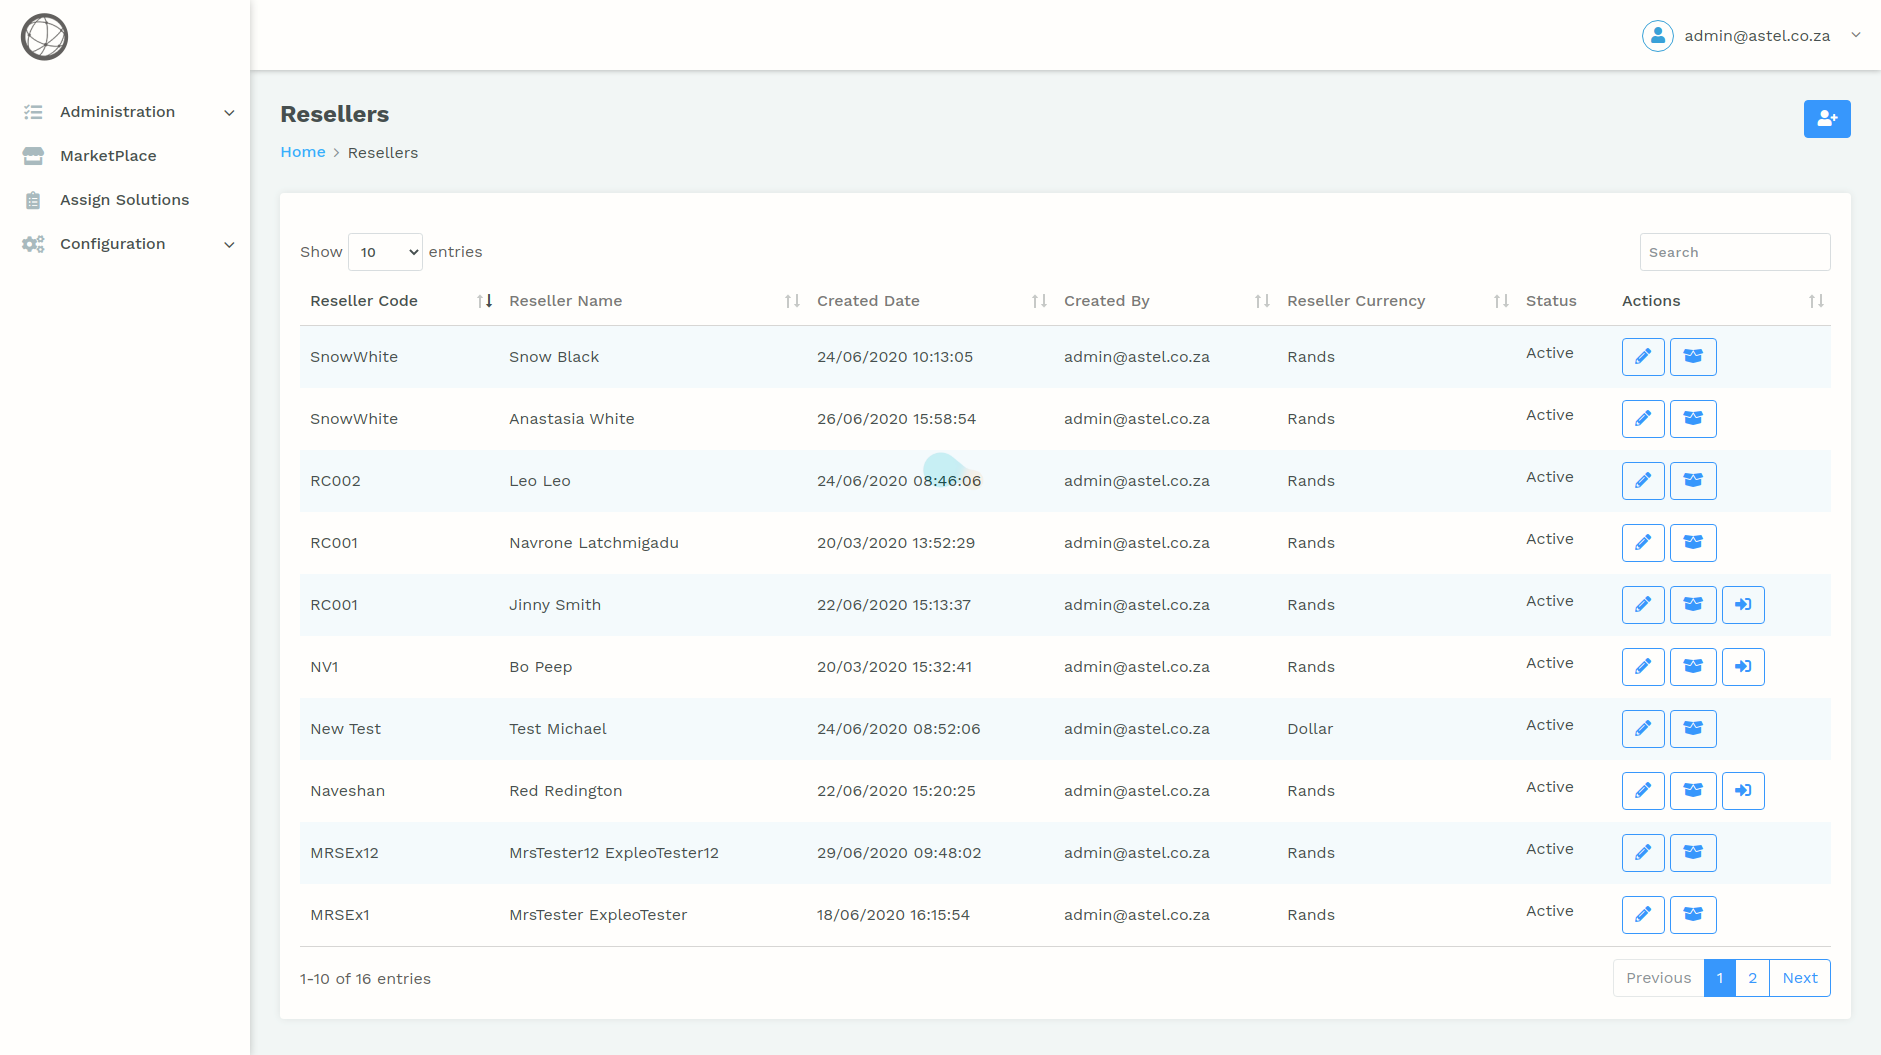 admin@astel.co.za
Administration
MarketPlace
Assign Solutions
Configuration
Resellers
Home > Resellers
Show 10 entries
Search
Reseller Code Reseller Name Created Date Created By Reseller Currency Status Actions
SnowWhite Snow Black 24/06/2020 10:13:05 admin@astel.co.za Rands Active
SnowWhite Anastasia White 26/06/2020 15:58:54 admin@astel.co.za Rands Active
RC002 Leo Leo 24/06/2020 08:46:06 admin@astel.co.za Rands Active
RC001 Navrone Latchmigadu 20/03/2020 13:52:29 admin@astel.co.za Rands Active
RC001 Jinny Smith 22/06/2020 15:13:37 admin@astel.co.za Rands Active
NV1 Bo Peep 20/03/2020 15:32:41 admin@astel.co.za Rands Active
New Test Test Michael 24/06/2020 08:52:06 admin@astel.co.za Dollar Active
Naveshan Red Redington 22/06/2020 15:20:25 admin@astel.co.za Rands Active
MRSEx12 MrsTester12 ExpleoTester12 29/06/2020 09:48:02 admin@astel.co.za Rands Active
MRSEx1 MrsTester ExpleoTester 18/06/2020 16:15:54 admin@astel.co.za Rands Active
1-10 of 16 entries
Previous 1 2 Next